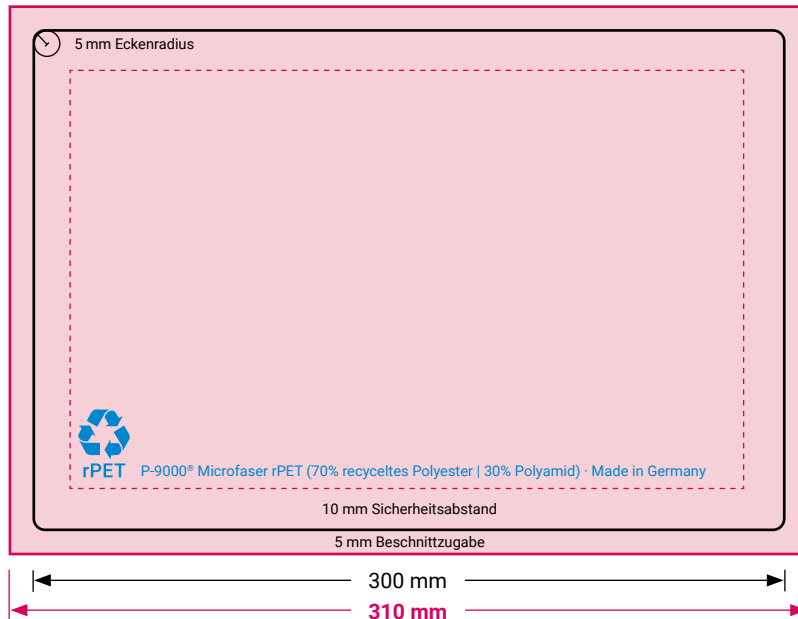 5 mm Eckenradius
rPET
P-9000® Microfaser rPET (70% recyceltes Polyester | 30% Polyamid) · Made in Germany
10 mm Sicherheitsabstand
5 mm Beschnittzugabe
300 mm
310 mm